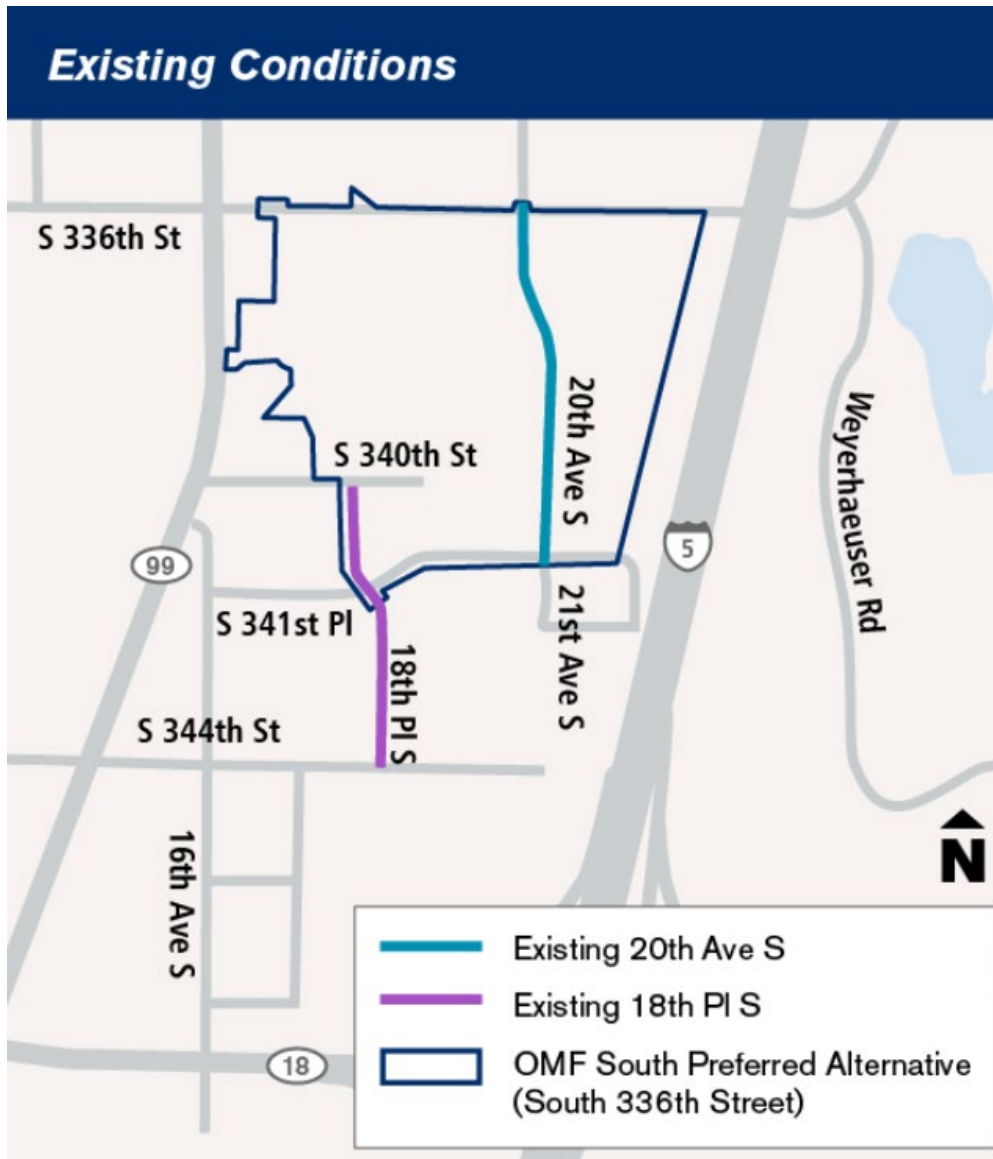 Existing Conditions
S 336th St
20th Ave S
Weyerhaeuser Rd
S 340th St
5
99
S 341st Pl
21st Ave S
18th Pl S
S 344th St
16th Ave S
N
18
Existing 20th Ave S
Existing 18th Pl S
OMF South Preferred Alternative
(South 336th Street)